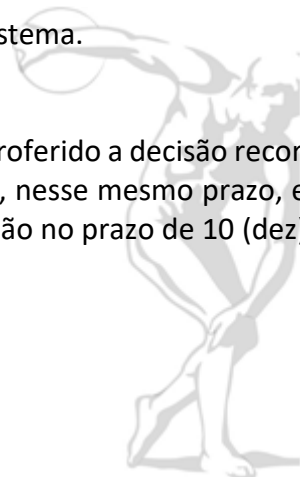 stema.
roferido a decisão recor
, nesse mesmo prazo, e
ão no prazo de 10 (dez)